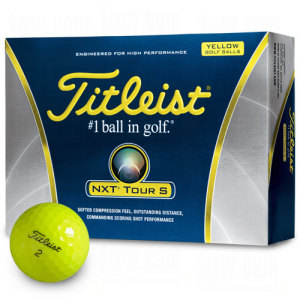 ENGINEERED FOR HIGH PERFORMANCE
YELLOW
GOLF BALLS
Titleist®
#1 ball in golf.®
NXT® TOUR S
SOFTER COMPRESSION FEEL, OUTSTANDING DISTANCE,
COMMANDING SCORING SHOT PERFORMANCE
Titleist
2